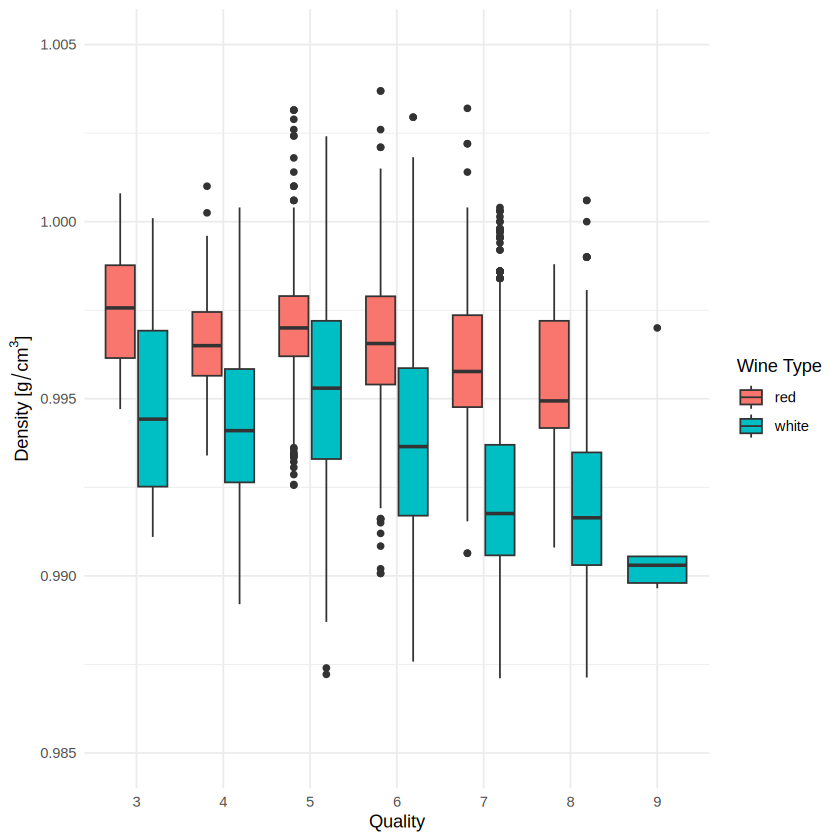 1.005
1.000
0.995
0.990
0.985
Density [g/cm³]
3 4 5 6 7 8 9
Quality
Wine Type
red
white